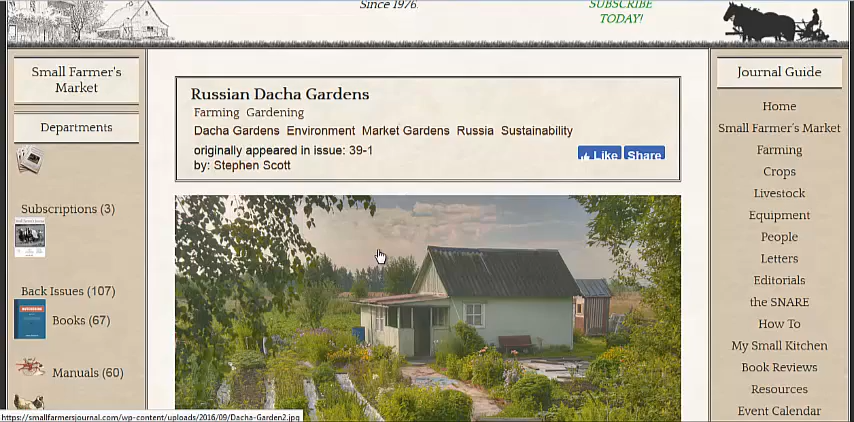 Since 1976.
SUBSCRIBE
TODAY!
Small Farmer's
Market
Departments
Subscriptions (3)
Back Issues (107)
Books (67)
Manuals (60)
Russian Dacha Gardens
Farming Gardening
Dacha Gardens Environment Market Gardens Russia Sustainability
originally appeared in issue: 39-1
by: Stephen Scott
Like Share
Journal Guide
Home
Small Farmer's Market
Farming
Crops
Livestock
Equipment
People
Letters
Editorials
the SNARE
How To
My Small Kitchen
Book Reviews
Resources
Event Calendar
https://smallfarmersjournal.com/wp-content/uploads/2016/09/Dacha-Garden2.jpg